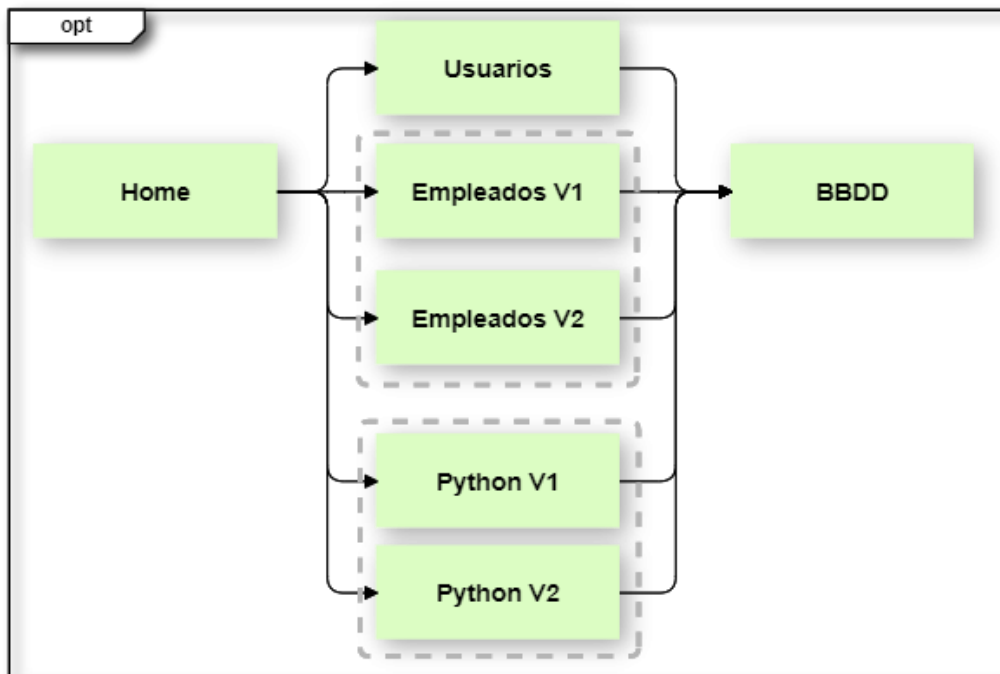 opt
Usuarios
Home
Empleados V1
BBDD
Empleados V2
Python V1
Python V2